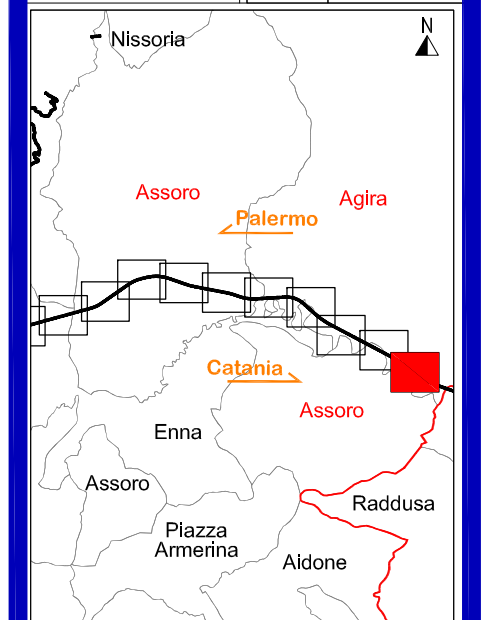 Nissoria
N
Assoro
Agira
Palermo
Catania
Assoro
Enna
Assoro
Raddusa
Piazza
Armerina
Aidone